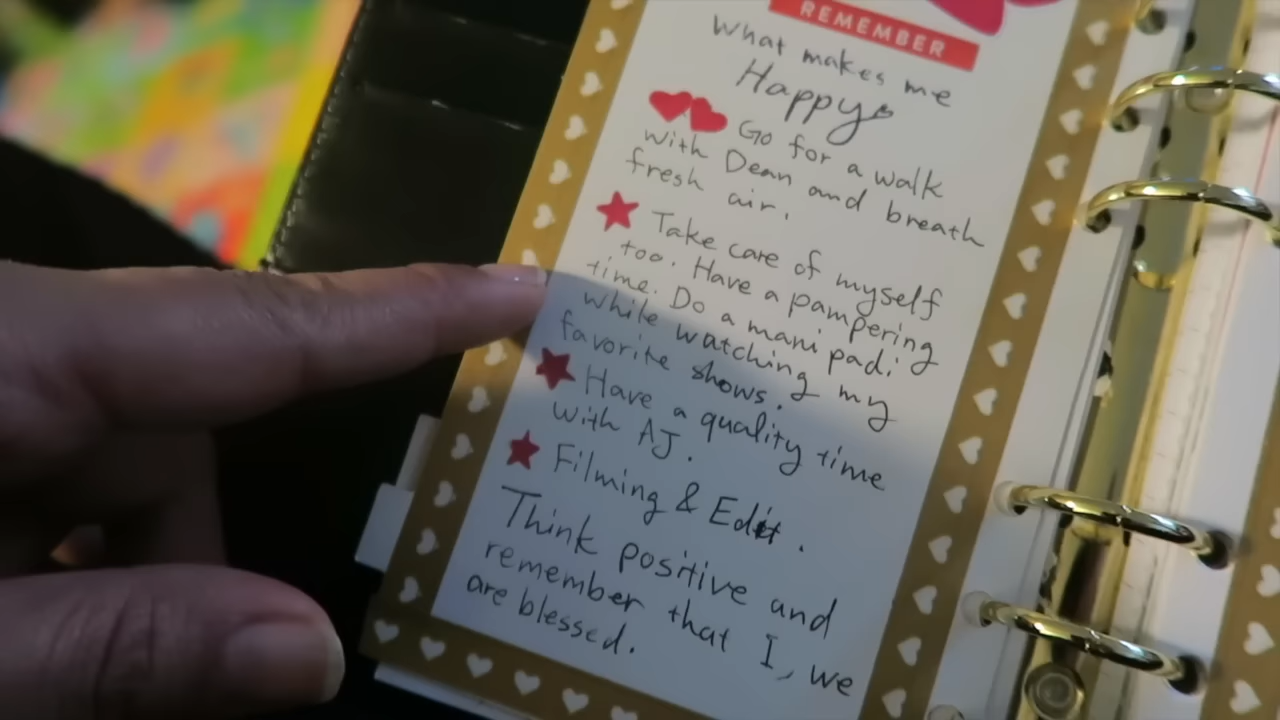 REMEMBER
What makes me
Happy
Go for a walk
with Dean and breath
fresh air.
Take care of myself
too. Have a pampering
time. Do a mani padi
while watching my
favorite shows.
Have a quality time
with AJ.
Filming & Edit.
Think positive and
remember that I, we
are blessed.